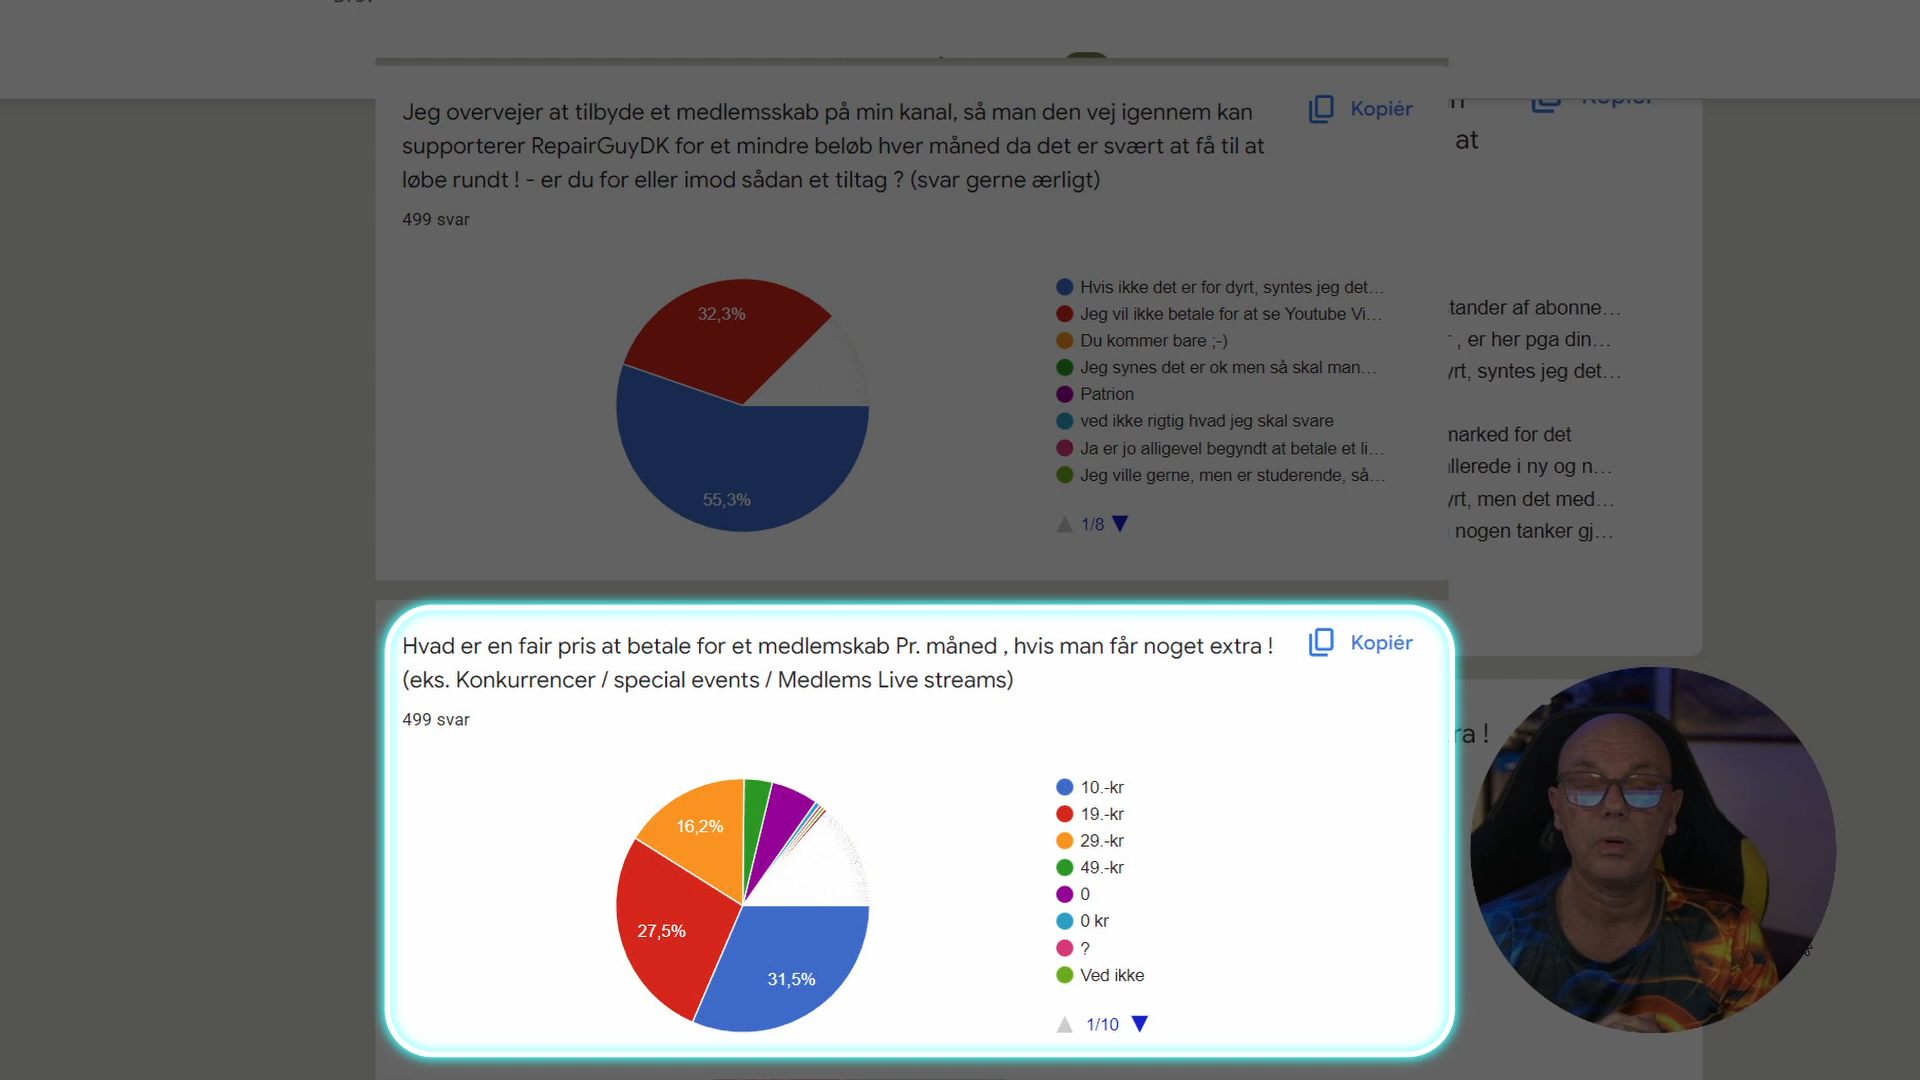 Jeg overvejer at tilbyde et medlemsskab på min kanal, så man den vej igennem kan
supporterer RepairGuyDK for et mindre beløb hver måned da det er svært at få til at
løbe rundt ! - er du for eller imod sådan et tiltag ? (svar gerne ærligt)
Kopiér
499 svar
32,3%
55,3%
Hvis ikke det er for dyrt, syntes jeg det...
Jeg vil ikke betale for at se Youtube Vi...
Du kommer bare ;-)
Jeg synes det er ok men så skal man...
Patrion
ved ikke rigtig hvad jeg skal svare
Ja er jo alligevel begyndt at betale et li...
Jeg ville gerne, men er studerende, så...
1/8
at
tander af abonne...
, er her pga din...
yrt, syntes jeg det...
marked for det
llerede i ny og n...
yrt, men det med...
nogen tanker gj...
Hvad er en fair pris at betale for et medlemskab Pr. måned , hvis man får noget extra !
(eks. Konkurrencer / special events / Medlems Live streams)
Kopiér
499 svar
16,2%
27,5%
31,5%
10.-kr
19.-kr
29.-kr
49.-kr
0
0 kr
?
Ved ikke
1/10
ra !